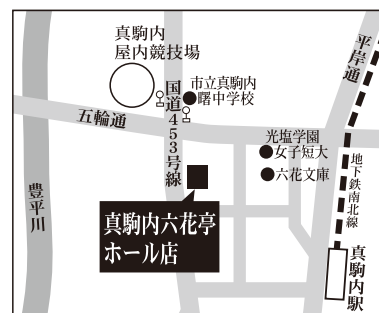 真駒内
屋内競技場
平岸通
国道453号線
市立真駒内
曙中学校
五輪通
光塩学園
女子短大
六花文庫
地下鉄南北線
豊平川
真駒内六花亭
ホール店
真駒内駅